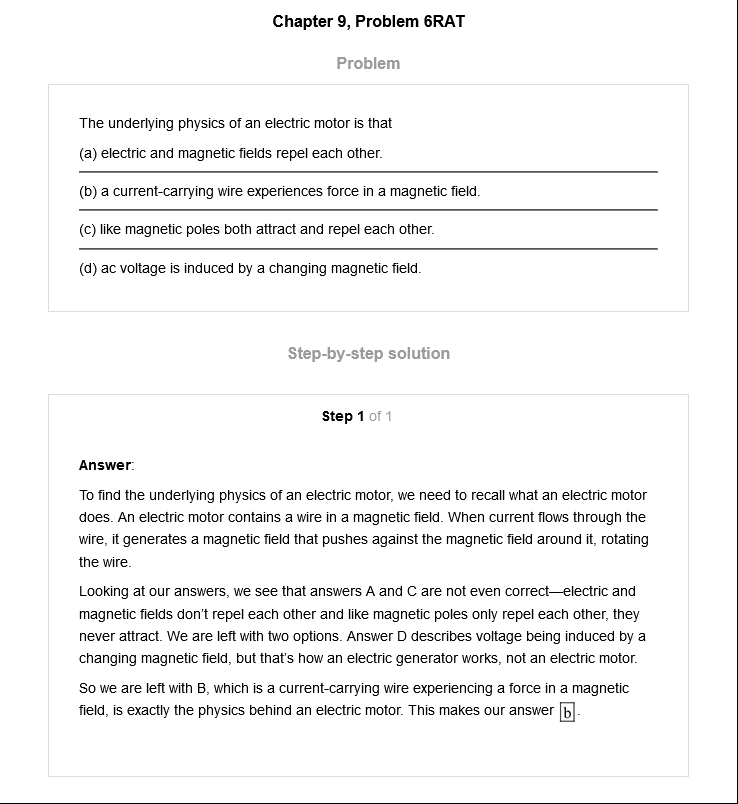 Chapter 9, Problem 6RAT
Problem
The underlying physics of an electric motor is that
(a) electric and magnetic fields repel each other.
(b) a current-carrying wire experiences force in a magnetic field.
(c) like magnetic poles both attract and repel each other.
(d) ac voltage is induced by a changing magnetic field.
Step-by-step solution
Step 1 of 1
Answer:
To find the underlying physics of an electric motor, we need to recall what an electric motor
does. An electric motor contains a wire in a magnetic field. When current flows through the
wire, it generates a magnetic field that pushes against the magnetic field around it, rotating
the wire.
Looking at our answers, we see that answers A and C are not even correct—electric and
magnetic fields don’t repel each other and like magnetic poles only repel each other, they
never attract. We are left with two options. Answer D describes voltage being induced by a
changing magnetic field, but that’s how an electric generator works, not an electric motor.
So we are left with B, which is a current-carrying wire experiencing a force in a magnetic
field, is exactly the physics behind an electric motor. This makes our answer b.